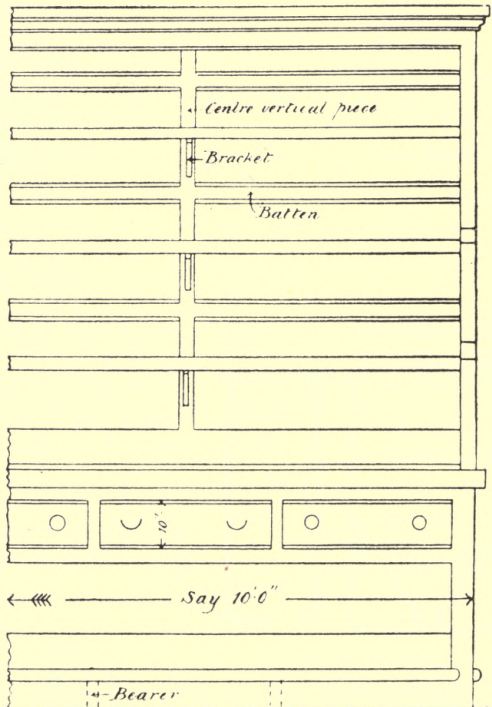 Centre vertical piece
Bracket
Batten
10"
Say 10'·0"
Bearer